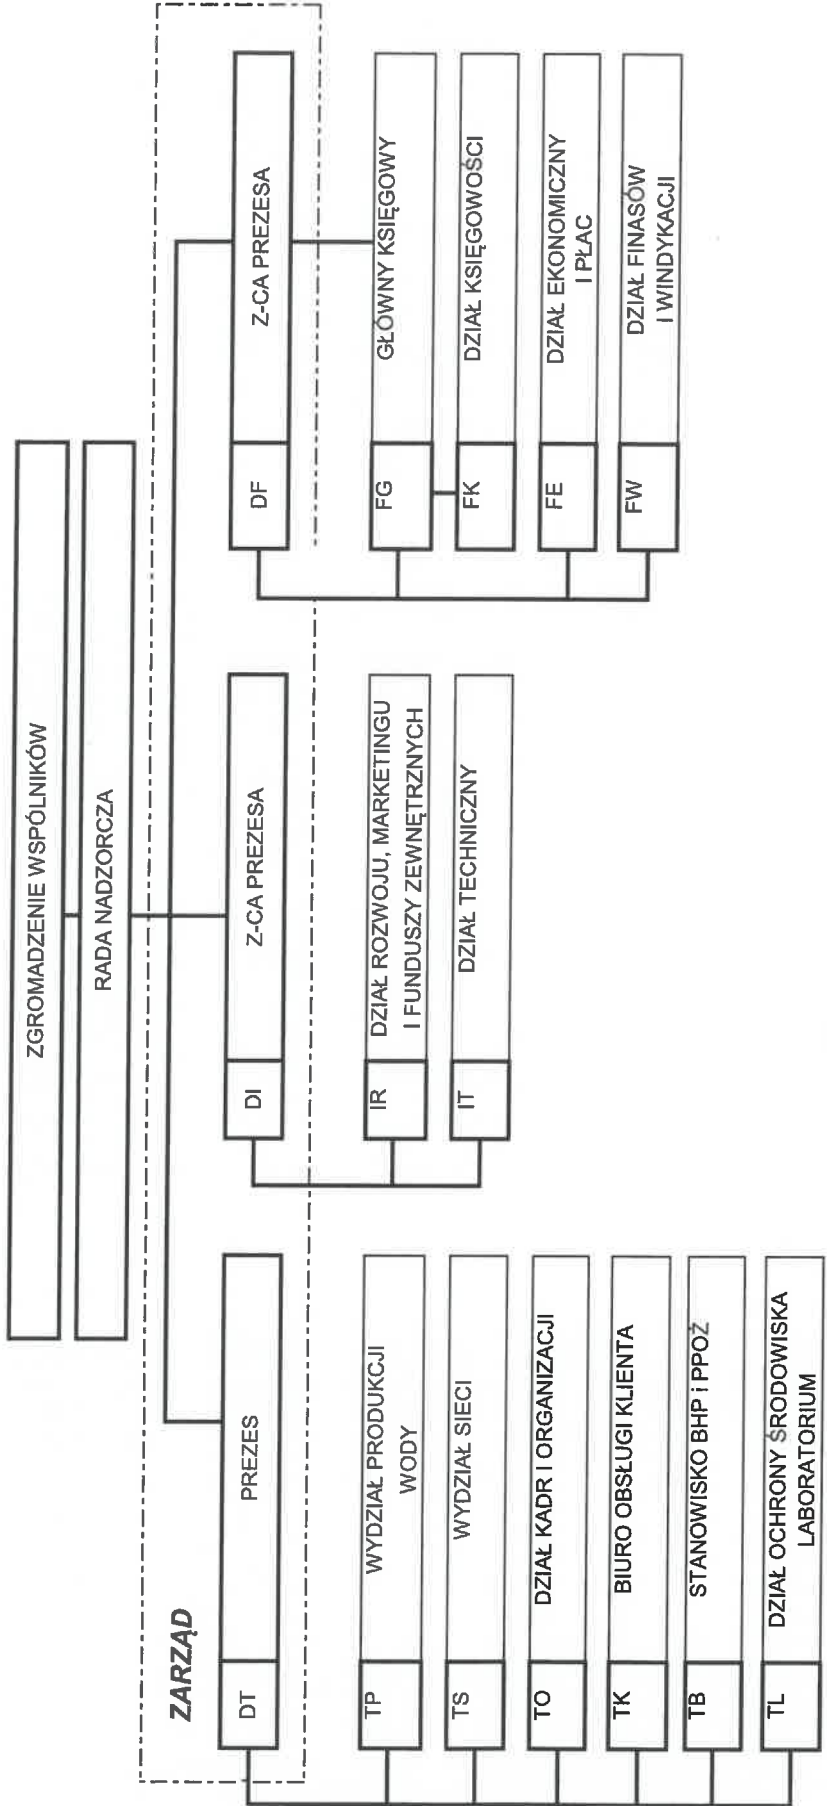 ZGROMADZENIE WSPÓLNIKÓW
RADA NADZORCZA
ZARZĄD
DT
PREZES
TP
WYDZIAŁ PRODUKCJI
WODY
TS
WYDZIAŁ SIECI
TO
DZIAŁ KADR I ORGANIZACJI
TK
BIURO OBSŁUGI KLIENTA
TB
STANOWISKO BHP i PPOŻ
TL
DZIAŁ OCHRONY ŚRODOWISKA
LABORATORIUM
DI
Z-CA PREZESA
IR
DZIAŁ ROZWOJU, MARKETINGU
I FUNDUSZY ZEWNĘTRZNYCH
IT
DZIAŁ TECHNICZNY
DF
Z-CA PREZESA
FG
GŁÓWNY KSIĘGOWY
FK
DZIAŁ KSIĘGOWOŚCI
FE
DZIAŁ EKONOMICZNY
I PŁAC
FW
DZIAŁ FINASÓW
I WINDYKACJI